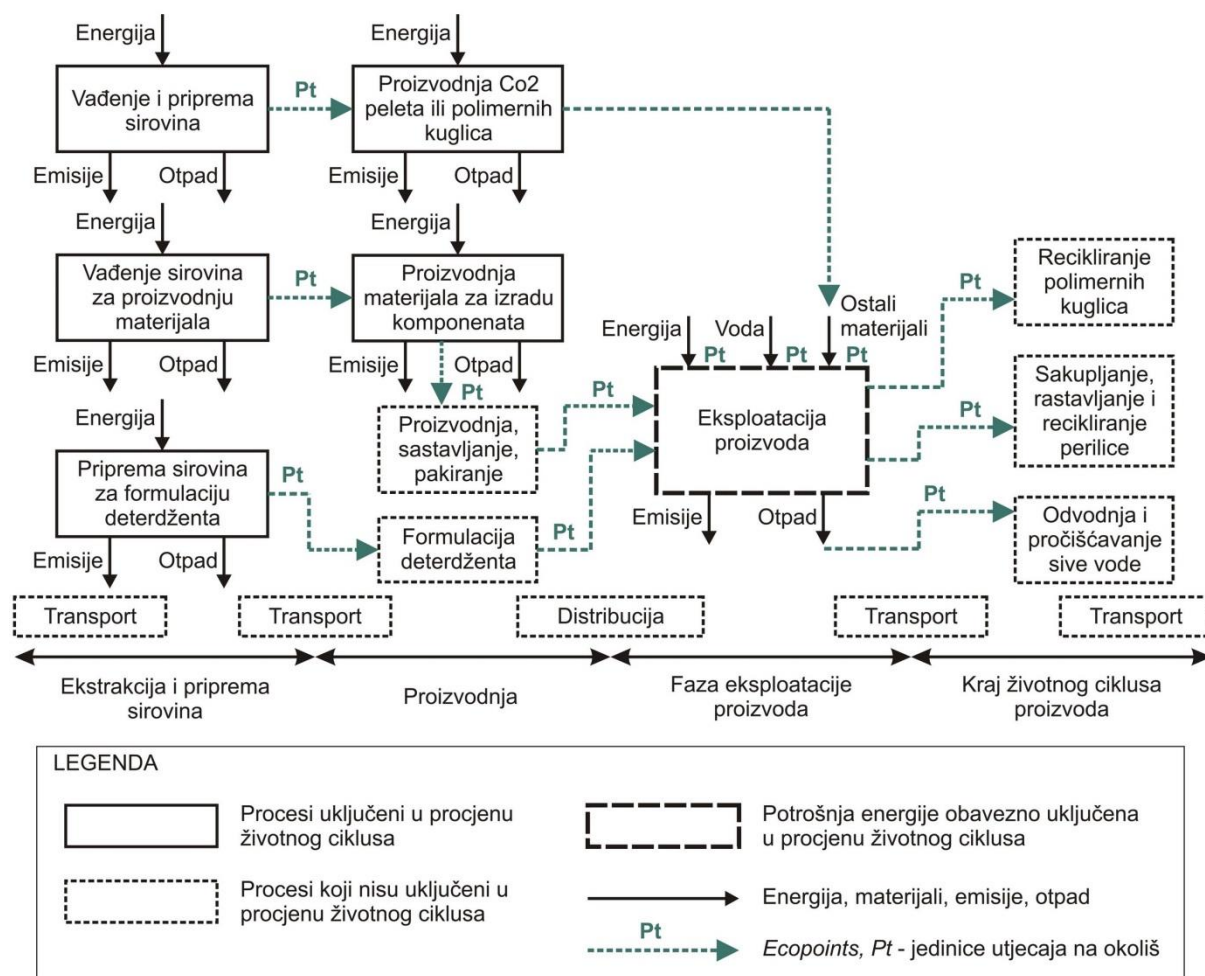 Energija
Energija
Vađenje i priprema
sirovina
Pt
Proizvodnja Co2
peleta ili polimernih
kuglica
Emisije
Otpad
Emisije
Otpad
Energija
Energija
Vađenje sirovina
za proizvodnju
materijala
Pt
Proizvodnja
materijala za izradu
komponenata
Emisije
Otpad
Emisije
Otpad
Pt
Energija
Voda
Ostali
materijali
Pt
Pt
Pt
Pt
Recikliranje
polimernih
kuglica
Energija
Priprema sirovina
za formulaciju
deterdženta
Pt
Proizvodnja,
sastavljanje,
pakiranje
Pt
Eksploatacija
proizvoda
Pt
Sakupljanje,
rastavljanje i
recikliranje
perilice
Emisije
Otpad
Formulacija
deterdženta
Pt
Emisije
Otpad
Pt
Odvodnja i
pročišćavanje
sive vode
Transport
Transport
Distribucija
Transport
Transport
Ekstrakcija i priprema
sirovina
Proizvodnja
Faza eksploatacije
proizvoda
Kraj životnog ciklusa
proizvoda
LEGENDA
Procesi uključeni u procjenu
životnog ciklusa
Potrošnja energije obavezno uključena
u procjenu životnog ciklusa
Procesi koji nisu uključeni u
procjenu životnog ciklusa
Energija, materijali, emisije, otpad
Pt
Ecopoints, Pt - jedinice utjecaja na okoliš